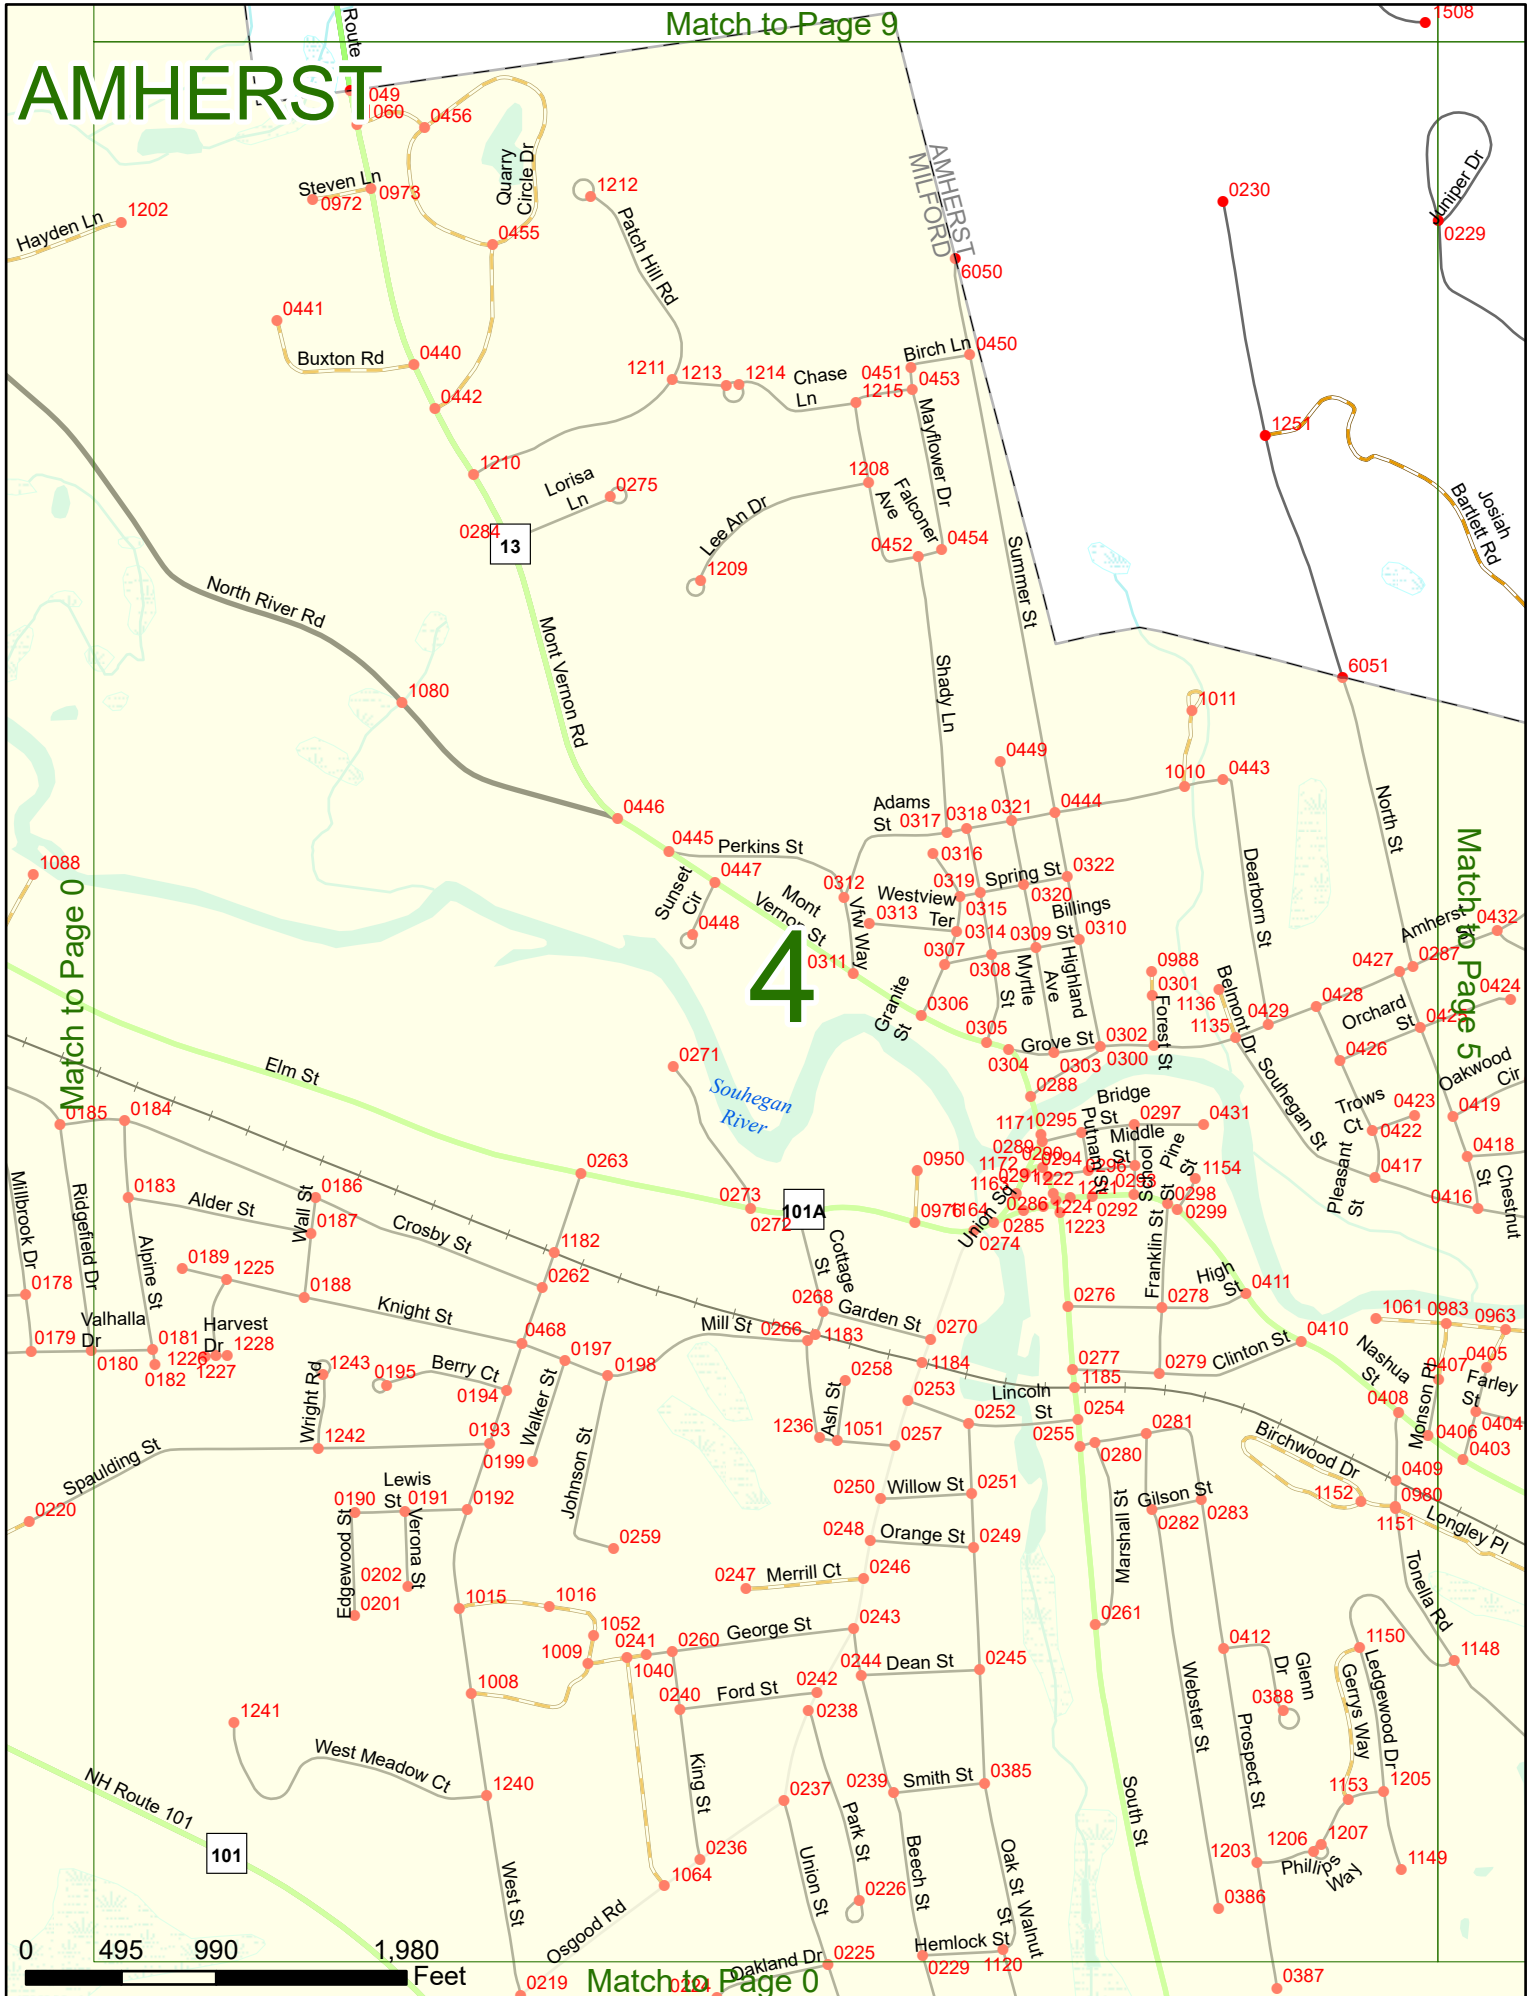 Match to Page 9
1508
Route
AMHERST
049
060
0456
Quarry
Circle Dr
Steven Ln
0973
0972
1202
Hayden Ln
0455
1212
Patch Hill Rd
AMHERST
MILFORD
6050
0230
Juniper Dr
0229
0441
Buxton Rd
0440
0442
1211
1213
1214
Chase
Ln
Birch Ln
0450
0451
0453
1215
Mayflower Dr
1251
Josiah
Bartlett Rd
1210
Lorisa
Ln
0275
0284
13
1208
Falconer
Ave
Lee An Dr
0452
0454
1209
Summer St
North River Rd
Mont Vernon Rd
Shady Ln
1080
6051
1011
0449
1010
0443
North St
0446
0445
Perkins St
Adams
St
0317
0318
0321
0444
0316
0447
Sunset
Cir
0448
Mont
Vernon St
0312
Vfw Way
Westview
Ter
0313
0319
Spring St
0320
0322
0315
0314
Billings
St
0309
0310
0307
0308
Dearborn St
1088
Match to Page 0
Match to Page 5
4
0311
Granite
St
0306
Myrtle
Ave
Highland
St
0988
0301
Forest St
1136
Belmont Dr
1135
0429
0428
0427
0287
Amherst
St
0432
0424
Orchard
St
0425
0426
0305
0304
Grove St
0303
0302
0300
0288
Souhegan St
Oakwood
Cir
Elm St
0271
Souhegan
River
Bridge
St
0297
0431
1171
0295
0289
Putnam St
Middle
St
0290
0294
0296
School St
Pine
St
1154
1172
0291
1163
1222
1221
0293
0298
0299
0292
0286
1224
1223
0285
1164
0274
Union Sq
0950
0976
Trows
Ct
0423
0422
0419
0418
0417
0416
Pleasant
St
Chestnut
St
0185
0184
0263
0273
0272
101A
0183
Alder St
Wall St
0186
0187
Crosby St
Millbrook Dr
Ridgefield Dr
Alpine St
1182
0262
Cottage
St
0189
1225
0188
Knight St
0178
Valhalla
Dr
Harvest
Dr
0179
0180
0181
0182
1226
1227
1228
0468
0268
Garden St
0270
0266
1183
Mill St
1184
0276
Franklin St
0278
High
St
0411
1061
0983
0963
0410
Clinton St
Nashua
St
0405
0407
Farley
St
0404
0408
Monson Pl
0406
0403
1243
Wright Rd
0195
Berry Ct
0194
0197
0198
Walker St
0258
Ash St
0253
Lincoln
St
0277
1185
0279
0254
0252
0255
0281
0280
1242
0193
0199
Johnson St
1236
1051
0257
Spaulding St
0220
Lewis
St
0190
0191
0192
Edgewood St
Verona St
0202
0201
0250
Willow St
0251
0248
Orange St
0249
0259
0247
Merrill Ct
0246
Marshall St
Gilson St
0282
0283
Birchwood Dr
1152
0409
0980
1151
Longley Pl
Tonella Rd
1015
1016
1052
1009
0241
0260
George St
0243
1040
0244
Dean St
0245
0261
0412
Glenn
Dr
0388
1150
Gerrys Way
Ledgewood Dr
1148
1008
0240
Ford St
0242
0238
Webster St
Prospect St
1241
West Meadow Ct
1240
NH Route 101
101
King St
0237
0239
Smith St
0385
Park St
South St
1153
1205
0236
1064
Union St
Beech St
Oak St
Walnut
St
1203
1206
1207
Phillips
Way
1149
West St
0226
0386
Osgood Rd
0225
Hemlock St
0229
1120
Oakland Dr
0224
0219
0387
0 495 990 1,980
Feet
Match to Page 0